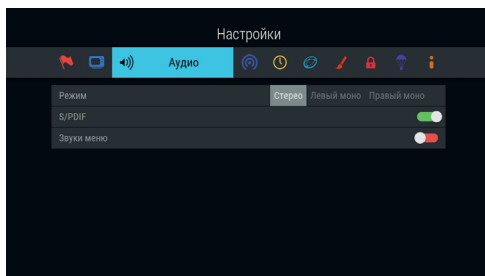 Настройки
Аудио
Режим Стерео Левый моно Правый моно
S/PDIF
Звуки меню